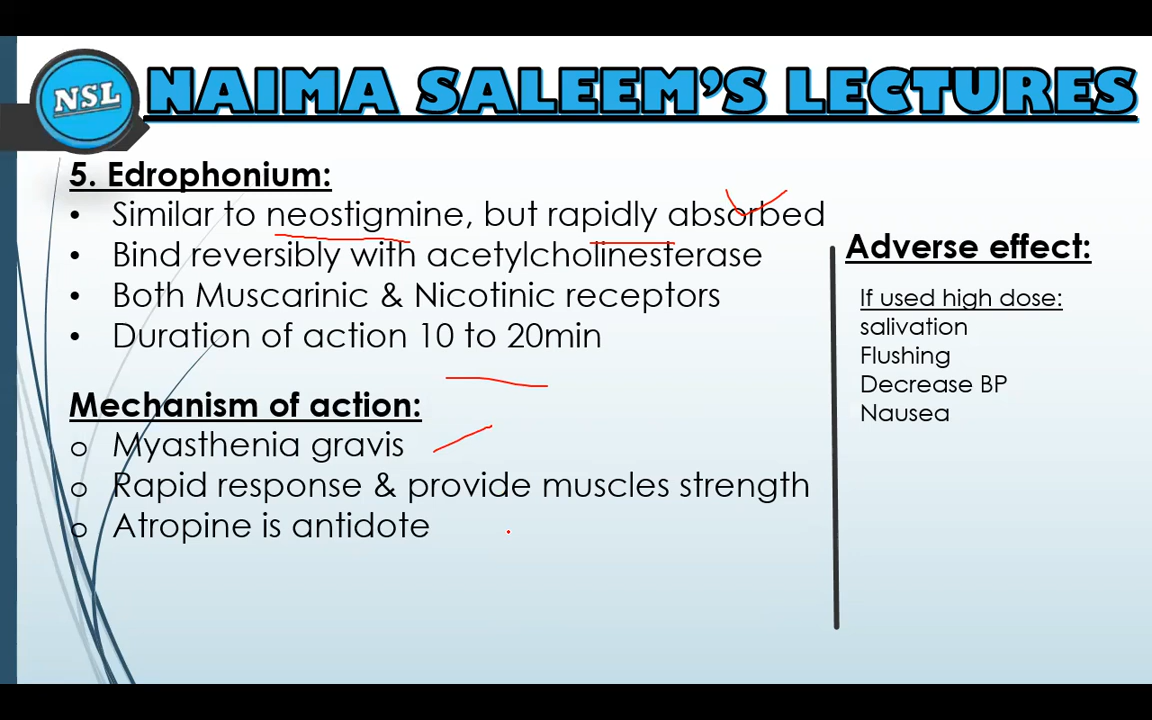 NSL
NAIMA SALEEM'S LECTURES
5. Edrophonium:
• Similar to neostigmine, but rapidly absorbed
• Bind reversibly with acetylcholinesterase
• Both Muscarinic & Nicotinic receptors
• Duration of action 10 to 20min
Mechanism of action:
o Myasthenia gravis
o Rapid response & provide muscles strength
o Atropine is antidote
Adverse effect:
If used high dose:
salivation
Flushing
Decrease BP
Nausea